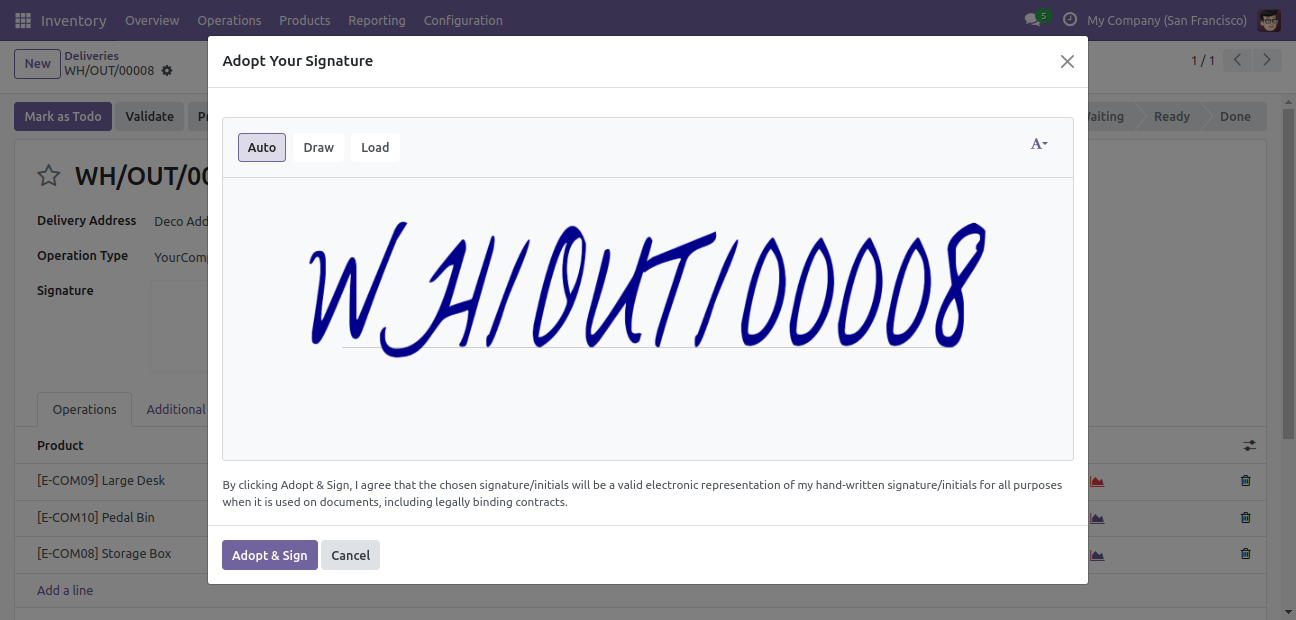 Inventory Overview Operations Products Reporting Configuration 5 My Company (San Francisco)
New Deliveries
WH/OUT/00008 1 / 1
Mark as Todo Validate Ready Done
WH/OUT/00
Delivery Address Deco Add
Operation Type YourCom
Signature
Operations Additional
Product
[E-COM09] Large Desk
[E-COM10] Pedal Bin
[E-COM08] Storage Box
Add a line
Adopt Your Signature
Auto Draw Load A
WH/OUT/00008
By clicking Adopt & Sign, I agree that the chosen signature/initials will be a valid electronic representation of my hand-written signature/initials for all purposes
when it is used on documents, including legally binding contracts.
Adopt & Sign Cancel